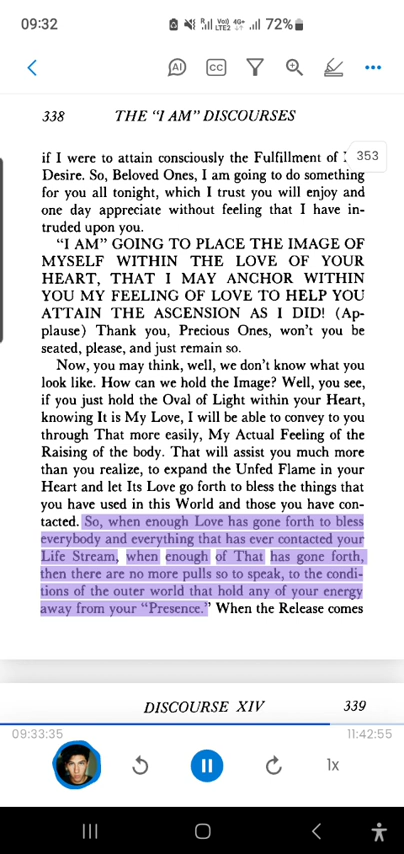 09:32
R
Vo))
LTE2
4G+
72%
AI
CC
338 THE "I AM" DISCOURSES
353
if I were to attain consciously the Fulfillment of
Desire. So, Beloved Ones, I am going to do something
for you all tonight, which I trust you will enjoy and
one day appreciate without feeling that I have in-
truded upon you.
"I AM" GOING TO PLACE THE IMAGE OF
MYSELF WITHIN THE LOVE OF YOUR
HEART, THAT I MAY ANCHOR WITHIN
YOU MY FEELING OF LOVE TO HELP YOU
ATTAIN THE ASCENSION AS I DID! (Ap-
plause) Thank you, Precious Ones, won't you be
seated, please, and just remain so.
Now, you may think, well, we don't know what you
look like. How can we hold the Image? Well, you see,
if you just hold the Oval of Light within your Heart,
knowing It is My Love, I will be able to convey to you
through That more easily, My Actual Feeling of the
Raising of the body. That will assist you much more
than you realize, to expand the Unfed Flame in your
Heart and let Its Love go forth to bless the things that
you have used in this World and those you have con-
tacted. So, when enough Love has gone forth to bless
everybody and everything that has ever contacted your
Life Stream, when enough of That has gone forth,
then there are no more pulls so to speak, to the condi-
tions of the outer world that hold any of your energy
away from your "Presence." When the Release comes
DISCOURSE XIV 339
09:33:35
11:42:55
1x